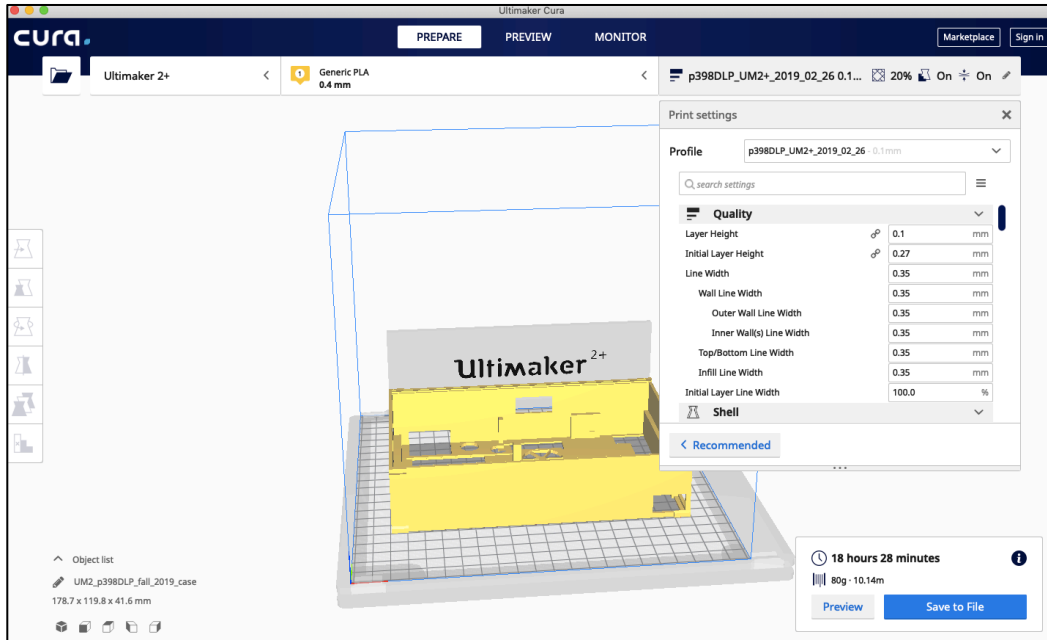 Ultimaker Cura
cura.
PREPARE PREVIEW MONITOR
Marketplace
Sign in
Ultimaker 2+
1
Generic PLA
0.4 mm
p398DLP_UM2+_2019_02_26 0.1... 20% On On
Print settings
Profile p398DLP_UM2+_2019_02_26 - 0.1mm
search settings
Quality
Layer Height 0.1 mm
Initial Layer Height 0.27 mm
Line Width 0.35 mm
Wall Line Width 0.35 mm
Outer Wall Line Width 0.35 mm
Inner Wall(s) Line Width 0.35 mm
Top/Bottom Line Width 0.35 mm
Infill Line Width 0.35 mm
Initial Layer Line Width 100.0 %
Shell
Recommended
Ultimaker 2+
Object list
UM2_p398DLP_fall_2019_case
178.7 x 119.8 x 41.6 mm
18 hours 28 minutes
80g · 10.14m
Preview Save to File